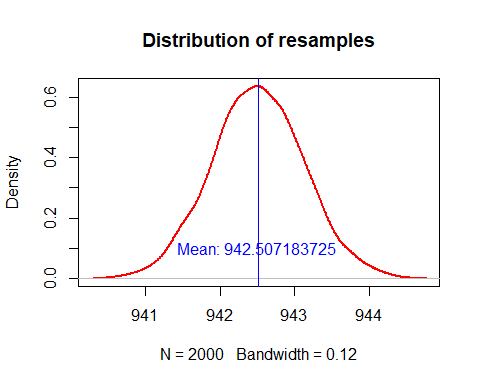 Distribution of resamples
Density
0.6
0.4
0.2
0.0
Mean: 942.507183725
941 942 943 944
N = 2000 Bandwidth = 0.12